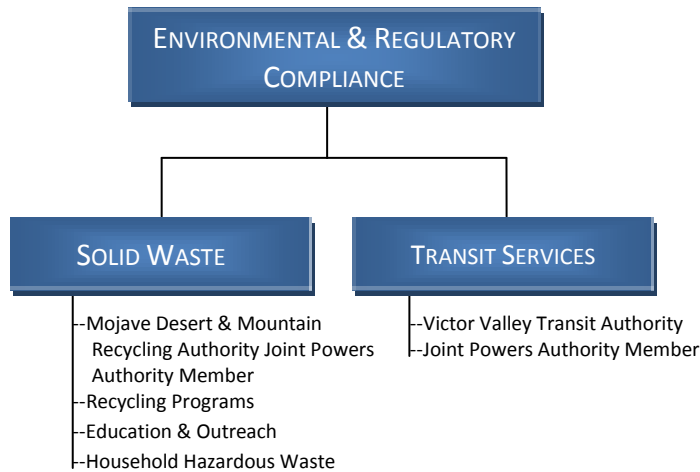 ENVIRONMENTAL & REGULATORY
COMPLIANCE
SOLID WASTE
--Mojave Desert & Mountain
Recycling Authority Joint Powers
Authority Member
--Recycling Programs
--Education & Outreach
--Household Hazardous Waste
TRANSIT SERVICES
--Victor Valley Transit Authority
--Joint Powers Authority Member